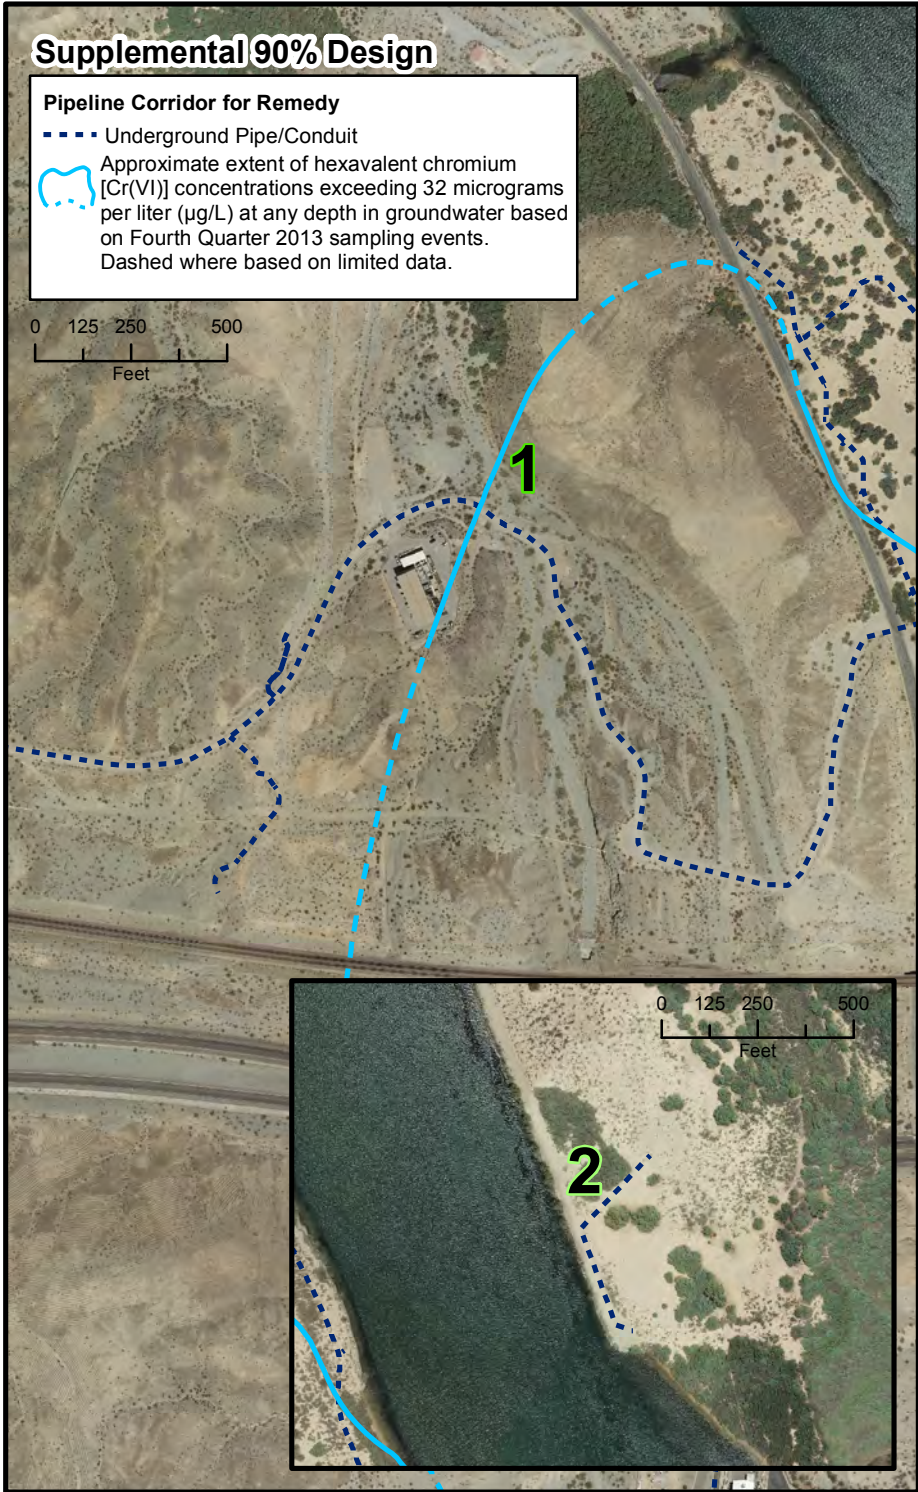 Supplemental 90% Design
Pipeline Corridor for Remedy
Underground Pipe/Conduit
Approximate extent of hexavalent chromium
[Cr(VI)] concentrations exceeding 32 micrograms
per liter (µg/L) at any depth in groundwater based
on Fourth Quarter 2013 sampling events.
Dashed where based on limited data.
0 125 250 500
Feet
1
0 125 250 500
Feet
2